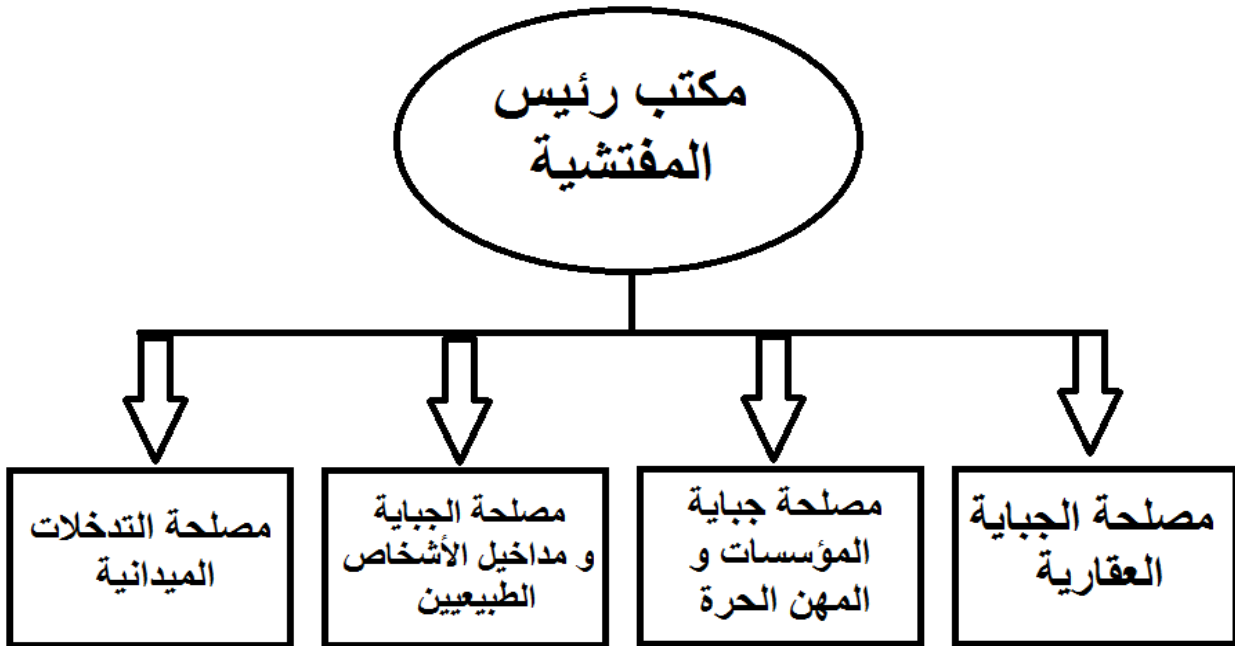 مكتب رئيس
المفتشية
مصلحة الجباية
العقارية
مصلحة جباية
المؤسسات و
المهن الحرة
مصلحة الجباية
و مداخيل الأشخاص
الطبيعيين
مصلحة التدخلات
الميدانية